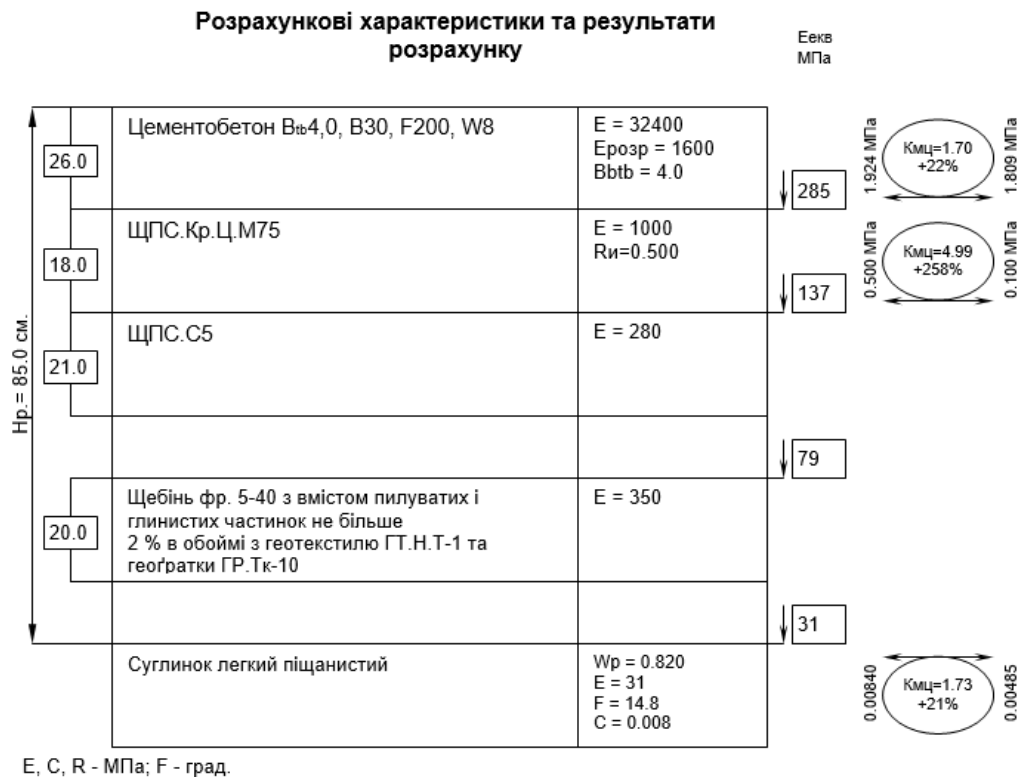 Розрахункові характеристики та результати
розрахунку
Еекв
МПа
Цементобетон Вtb4,0, В30, F200, W8
E = 32400
Eрозр = 1600
Bbtb = 4.0
26.0
285
1.924 МПа
Кмц=1.70
+22%
1.809 МПа
ЩПС.Кр.Ц.М75
E = 1000
Rи=0.500
18.0
137
0.500 МПа
Кмц=4.99
+258%
0.100 МПа
ЩПС.С5
E = 280
21.0
Нр.= 85.0 см.
79
Щебінь фр. 5-40 з вмістом пилуватих і
глинистих частинок не більше
2 % в обоймі з геотекстилю ГТ.Н.Т-1 та
геоґратки ГР.Тк-10
E = 350
20.0
31
Суглинок легкий піщанистий
Wp = 0.820
E = 31
F = 14.8
C = 0.008
0.00840
Кмц=1.73
+21%
0.00485
E, C, R - МПа; F - град.